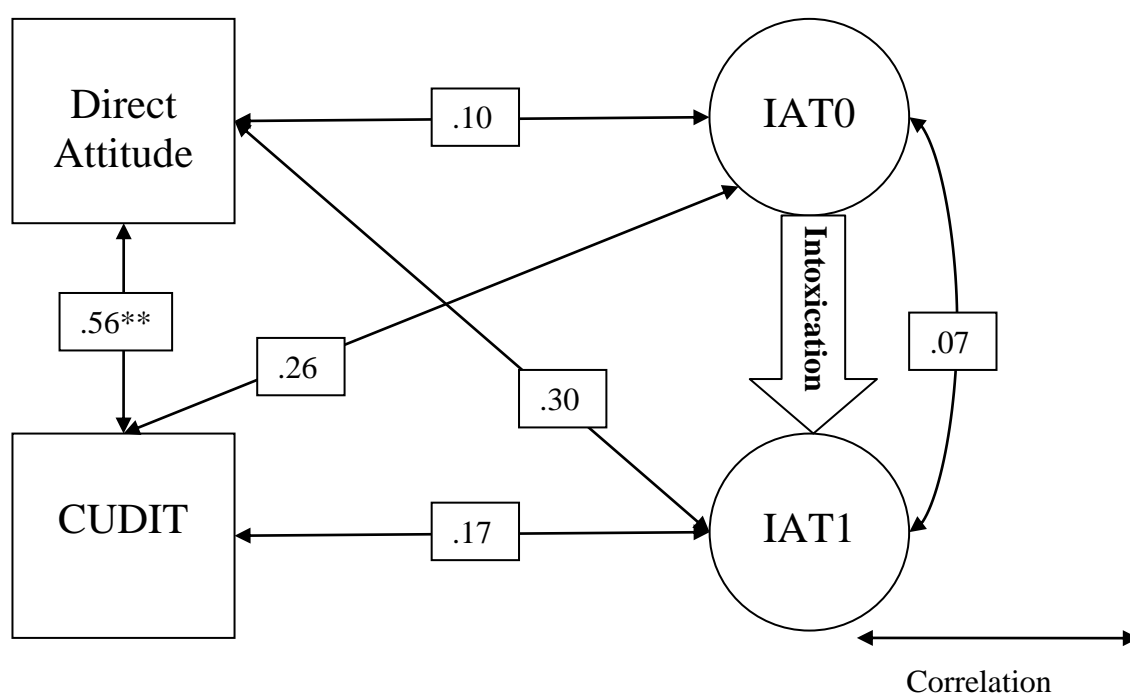 Direct
Attitude
.10
IAT0
Intoxication
.56**
.26
.30
.07
CUDIT
.17
IAT1
Correlation